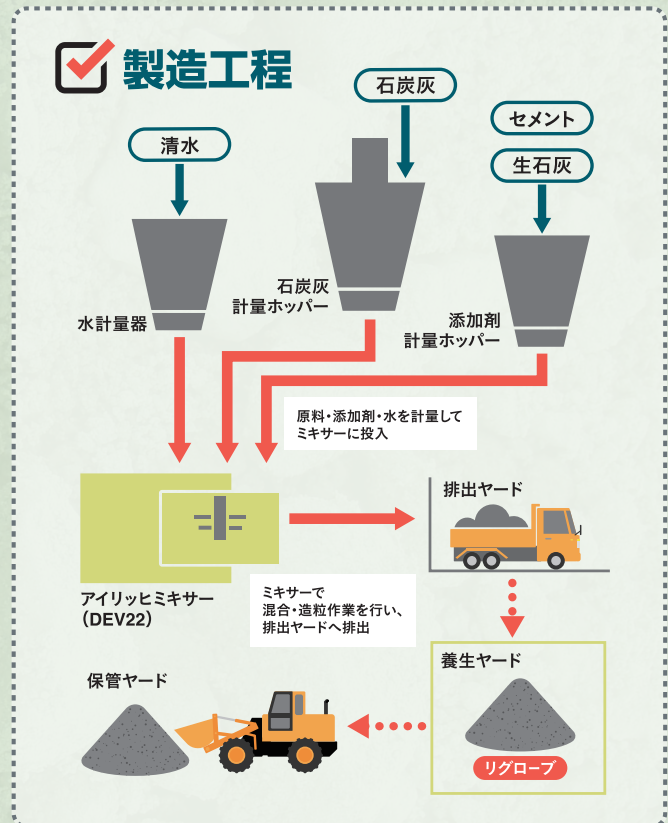 製造工程
清水
石炭灰
セメント
生石灰
水計量器
石炭灰
計量ホッパー
添加剤
計量ホッパー
原料・添加剤・水を計量して
ミキサーに投入
アイリッヒミキサー
（DEV22）
ミキサーで
混合・造粒作業を行い、
排出ヤードへ排出
排出ヤード
養生ヤード
リグローブ
保管ヤード